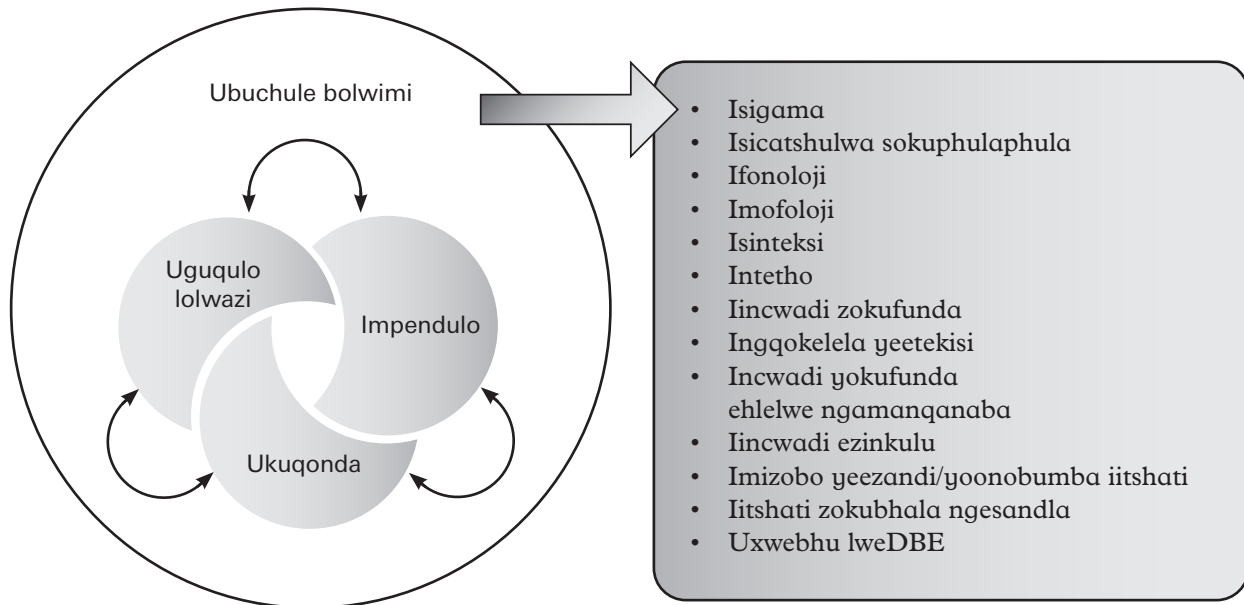 Ubuchule bolwimi
Uguqulo
lolwazi
Impendulo
Ukuqonda
• Isigama
• Isicatshulwa sokuphulaphula
• Ifonoloji
• Imofoloji
• Isinteksi
• Intetho
• Iincwadi zokufunda
• Ingqokelela yeetekisi
• Incwadi yokufunda
ehlelwe ngamanqanaba
• Iincwadi ezinkulu
• Imizobo yeezandi/yoonobumba iitshati
• Iitshati zokubhala ngesandla
• Uxwebhu lweDBE